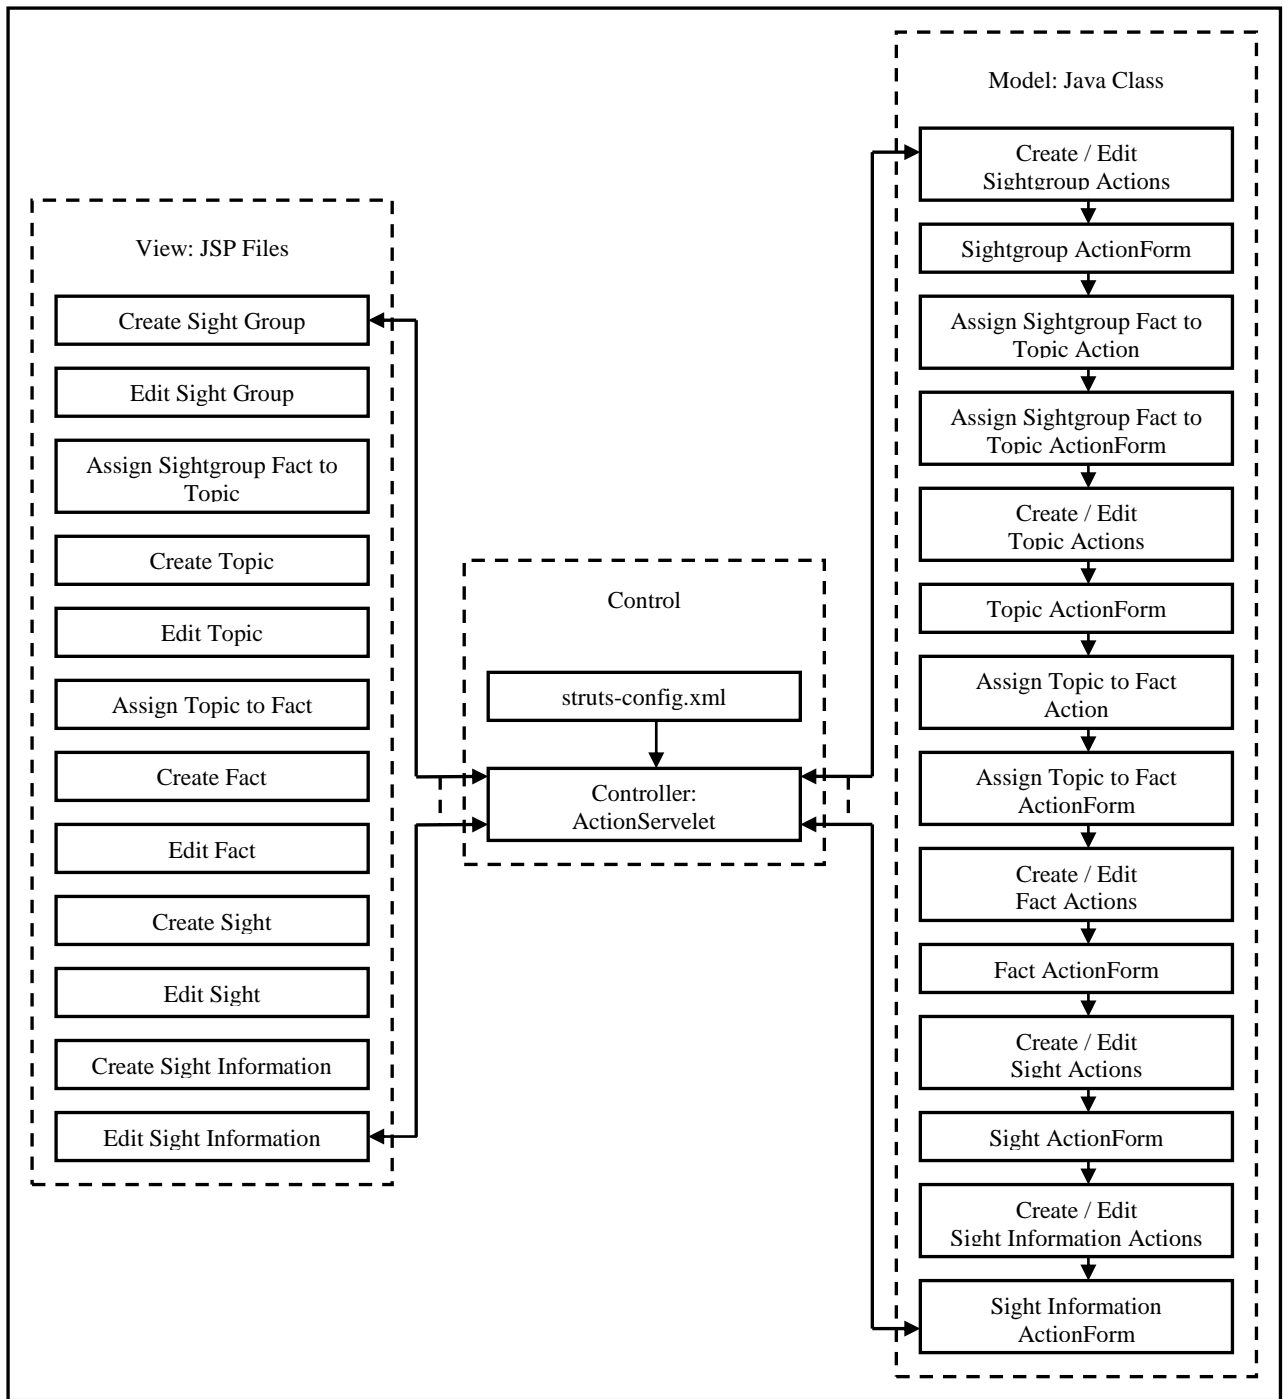 View: JSP Files
Create Sight Group
Edit Sight Group
Assign Sightgroup Fact to
Topic
Create Topic
Edit Topic
Assign Topic to Fact
Create Fact
Edit Fact
Create Sight
Edit Sight
Create Sight Information
Edit Sight Information
Control
struts-config.xml
Controller:
ActionServelet
Model: Java Class
Create / Edit
Sightgroup Actions
Sightgroup ActionForm
Assign Sightgroup Fact to
Topic Action
Assign Sightgroup Fact to
Topic ActionForm
Create / Edit
Topic Actions
Topic ActionForm
Assign Topic to Fact
Action
Assign Topic to Fact
ActionForm
Create / Edit
Fact Actions
Fact ActionForm
Create / Edit
Sight Actions
Sight ActionForm
Create / Edit
Sight Information Actions
Sight Information
ActionForm